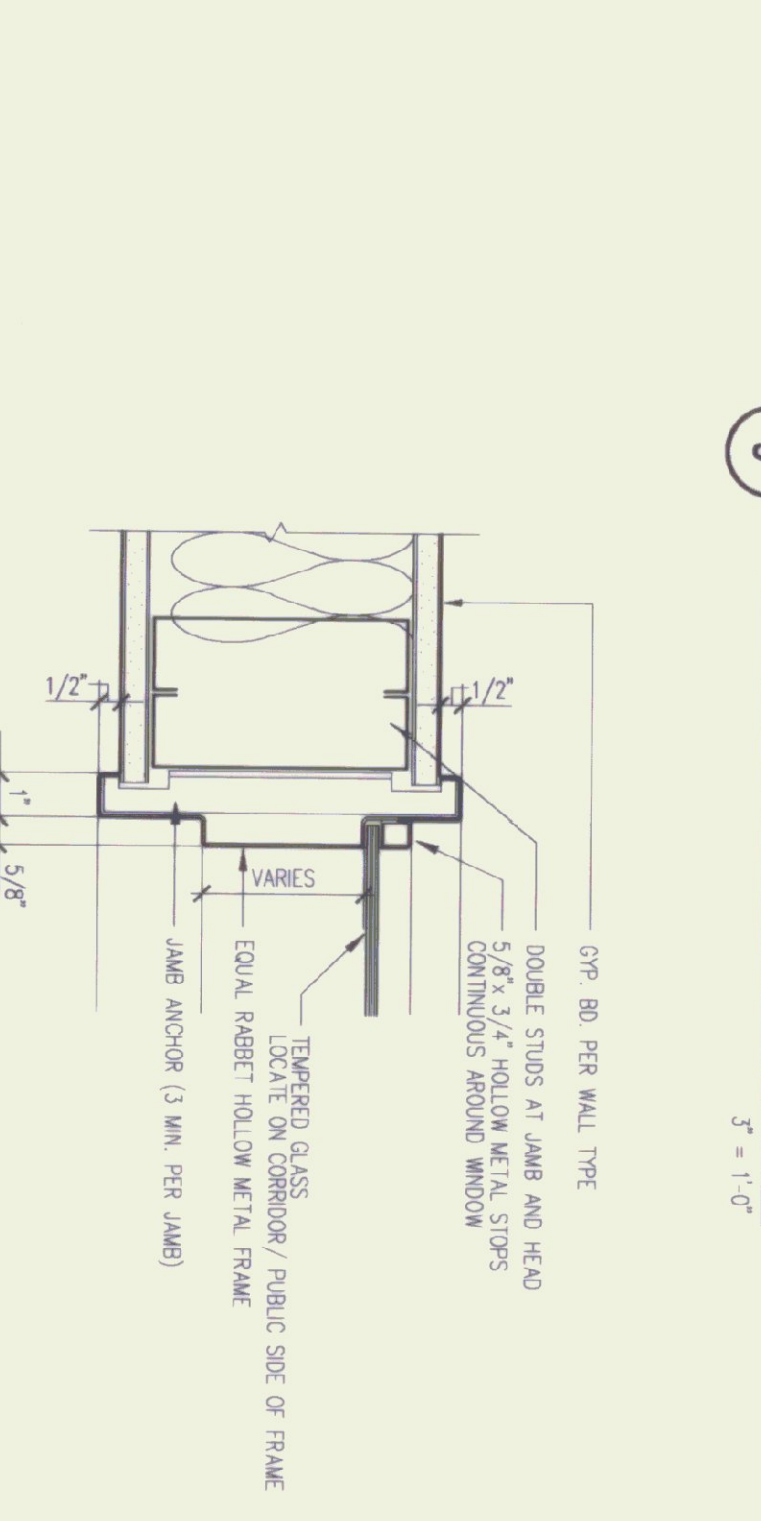 3" = 1'-0"
GYP. BD. PER WALL TYPE
DOUBLE STUDS AT JAMB AND HEAD
5/8" x 3/4" HOLLOW METAL STOPS
CONTINUOUS AROUND WINDOW
TEMPERED GLASS
LOCATE ON CORRIDOR/ PUBLIC SIDE OF FRAME
EQUAL RABBET HOLLOW METAL FRAME
JAMB ANCHOR (3 MIN. PER JAMB)
1/2"
1/2"
VARIES
1"
5/8"